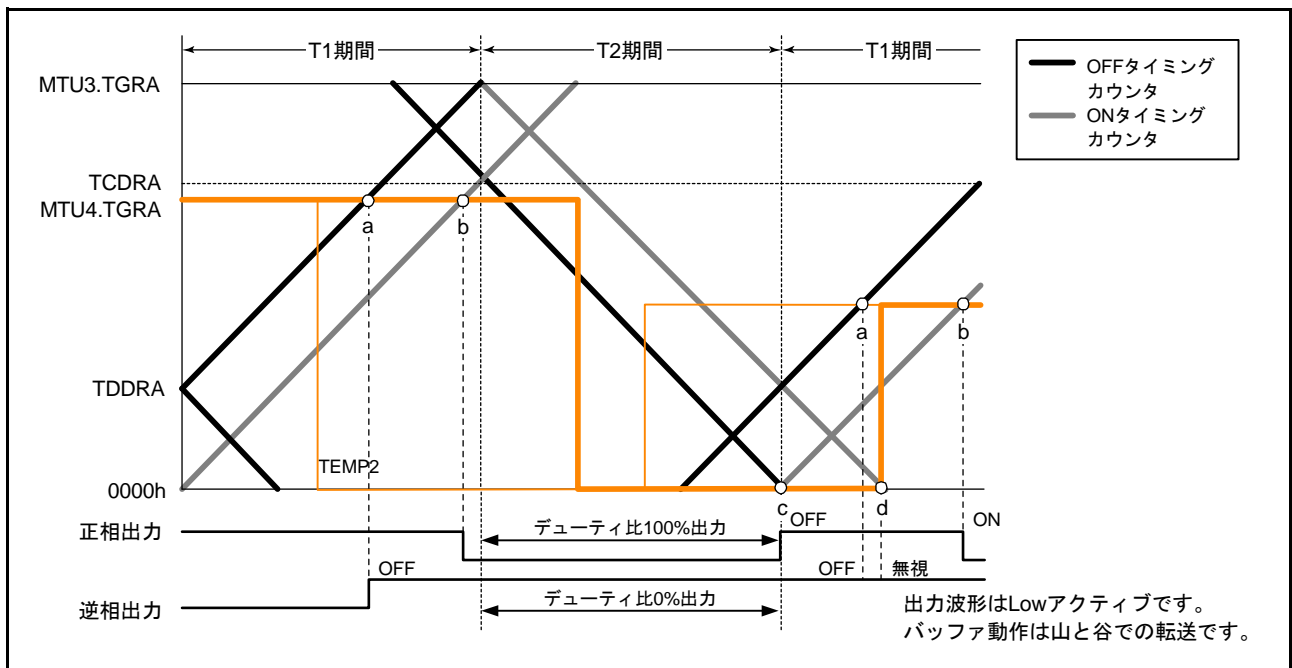 T1期間
T2期間
T1期間
OFFタイミング
カウンタ
ONタイミング
カウンタ
MTU3.TGRA
TCDRA
MTU4.TGRA
a
b
a
b
TDDRA
TEMP2
0000h
c
d
正相出力
デューティ比100%出力
OFF
ON
OFF
OFF
無視
逆相出力
デューティ比0%出力
出力波形はLowアクティブです。
バッファ動作は山と谷での転送です。